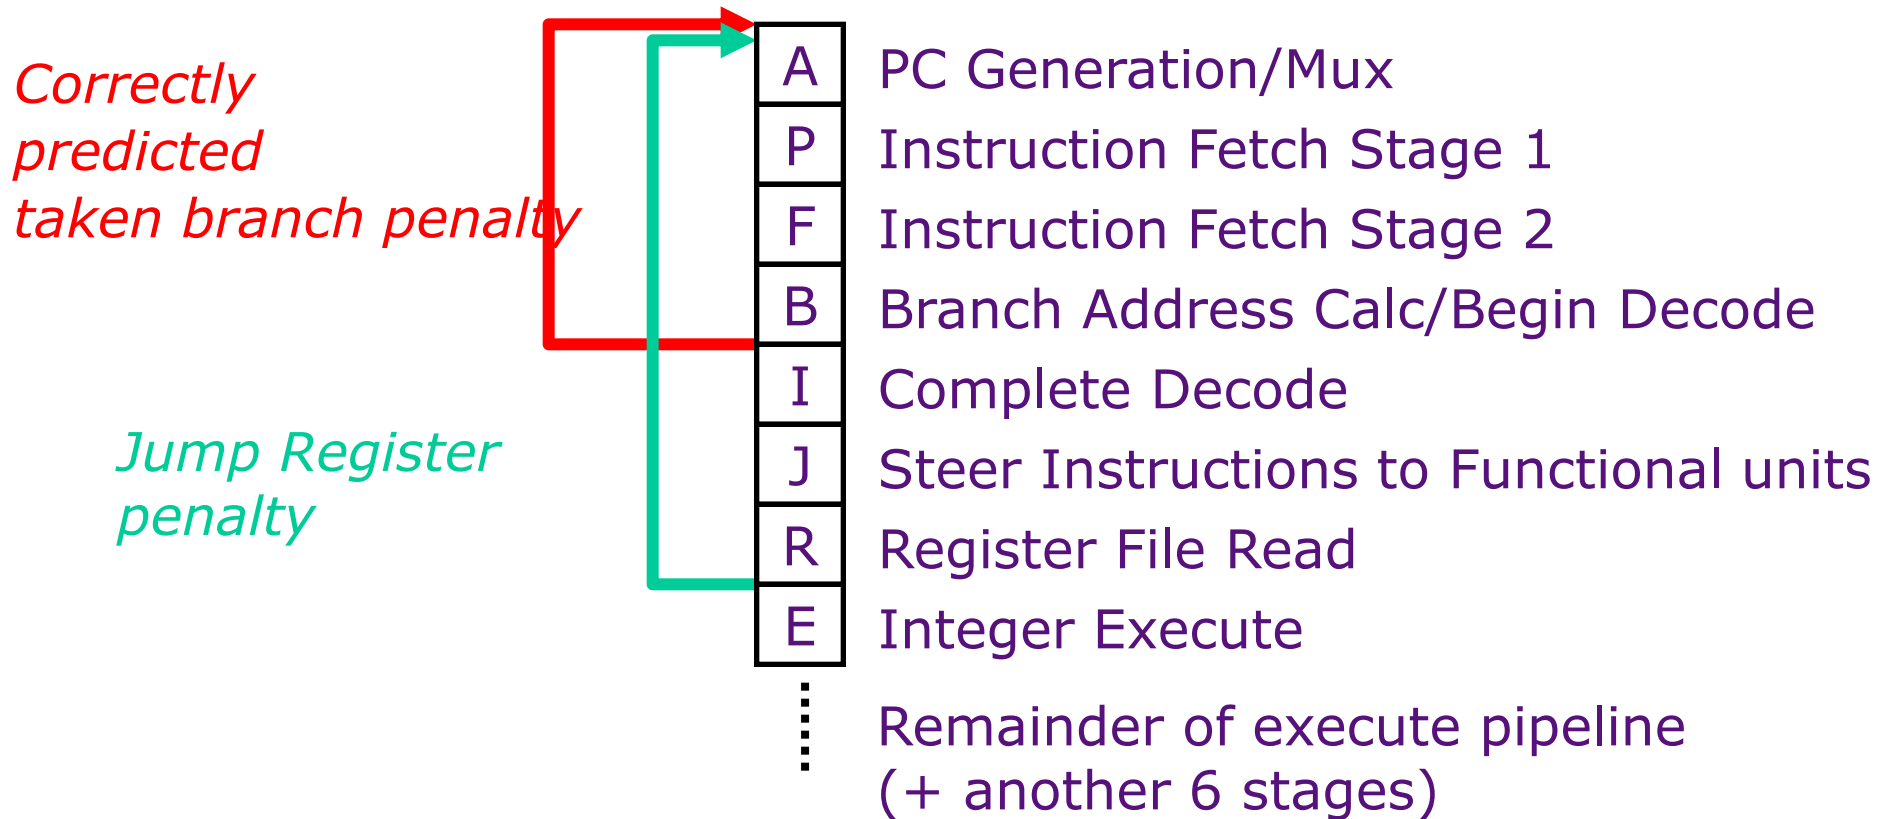 Correctly
predicted
taken branch penalty
Jump Register
penalty
A PC Generation/Mux
P Instruction Fetch Stage 1
F Instruction Fetch Stage 2
B Branch Address Calc/Begin Decode
I Complete Decode
J Steer Instructions to Functional units
R Register File Read
E Integer Execute
Remainder of execute pipeline
(+ another 6 stages)